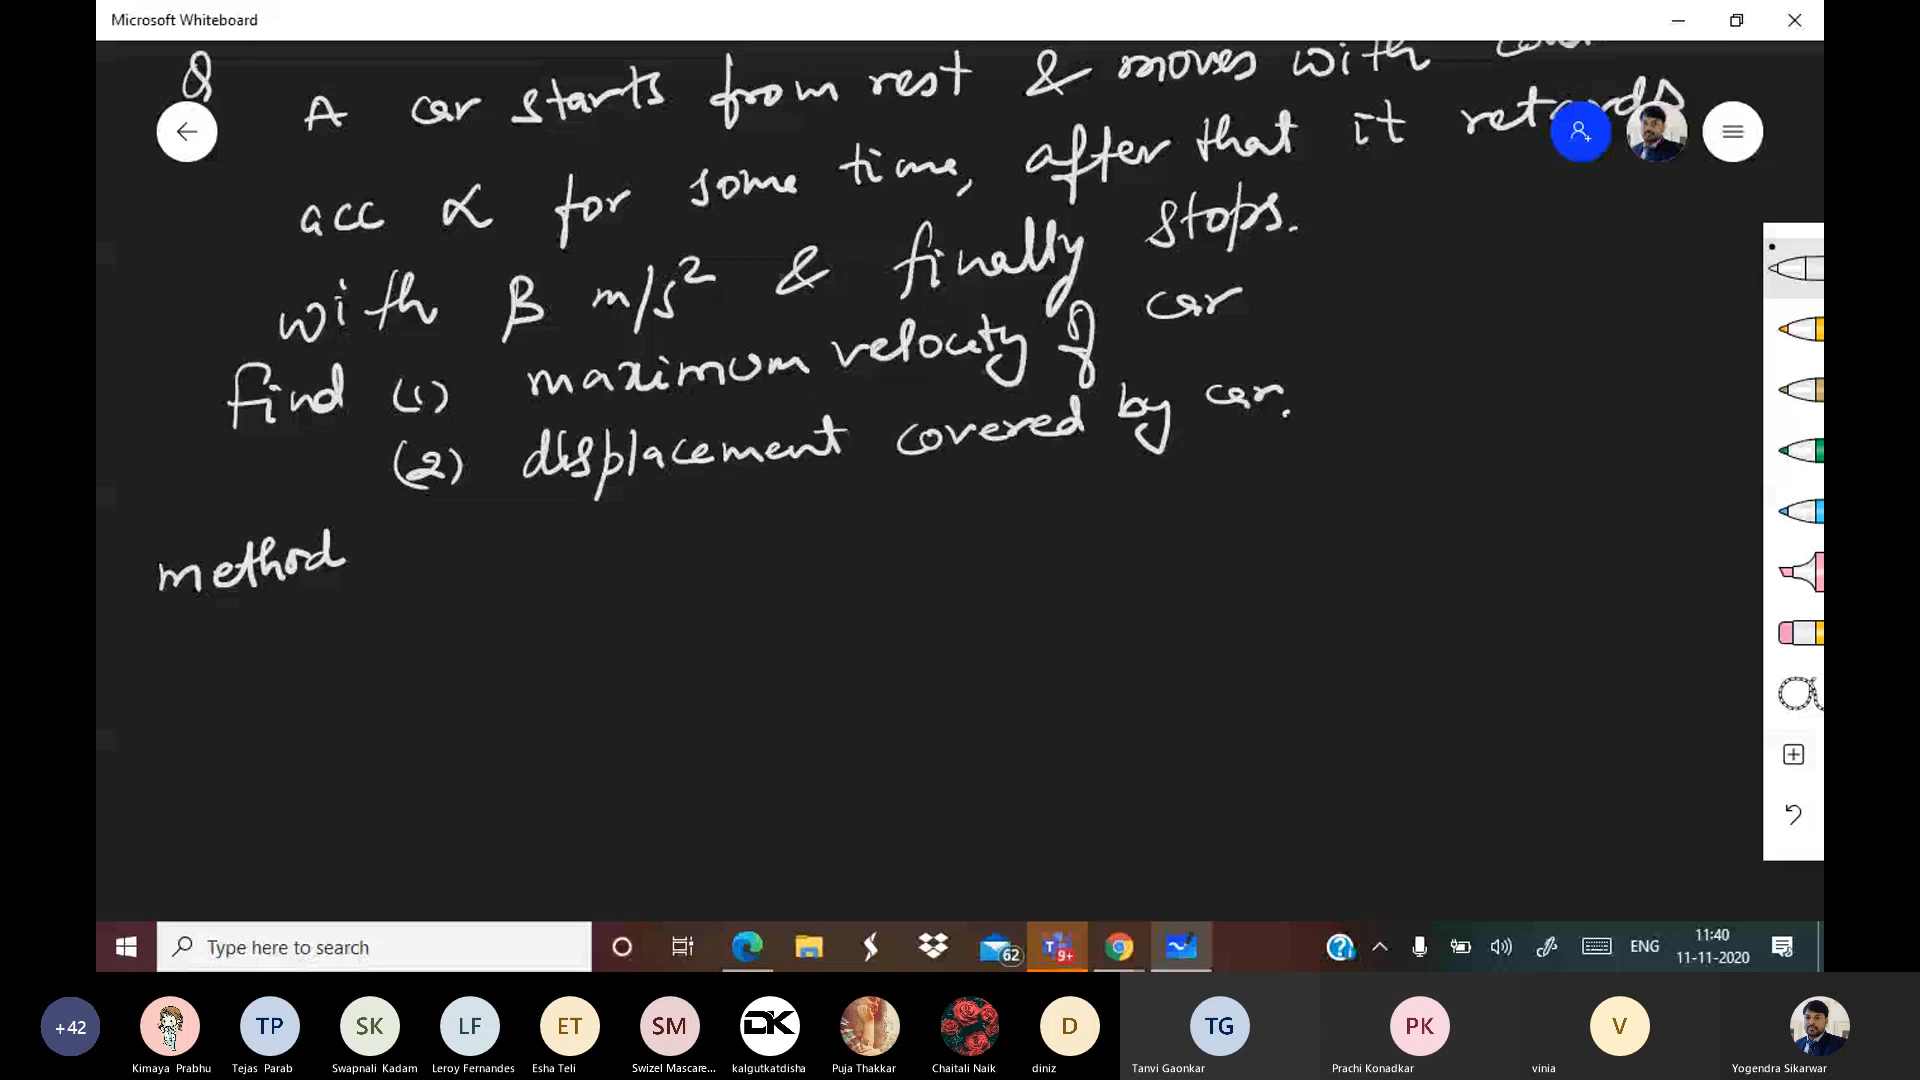 Microsoft Whiteboard
Q A car starts from rest & moves with
acc α for some time, after that it retards
with β m/s² & finally stops.
find (1) maximum velocity of car
(2) displacement covered by car.
method
Type here to search
62
9+
ENG
11:40
11-11-2020
+42
TP
SK
LF
ET
SM
DK
D
TG
PK
V
Kimaya Prabhu
Tejas Parab
Swapnali Kadam
Leroy Fernandes
Esha Teli
Swizel Mascare...
kalgutkatdisha
Puja Thakkar
Chaitali Naik
diniz
Tanvi Gaonkar
Prachi Konadkar
vinia
Yogendra Sikarwar